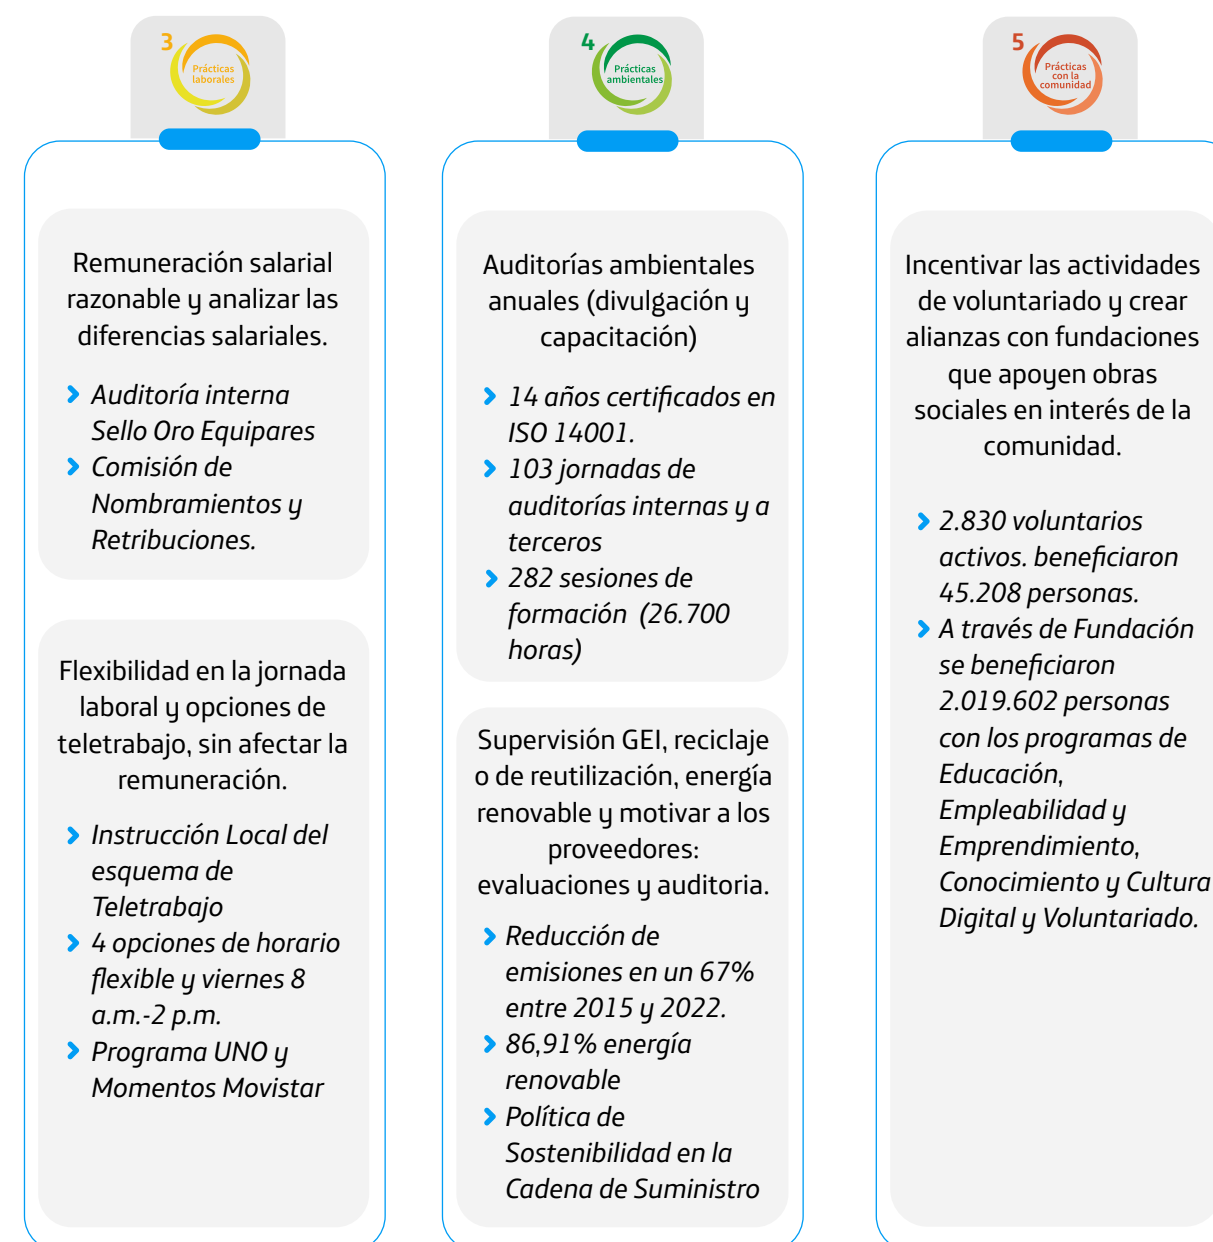 3
Prácticas
laborales
Remuneración salarial
razonable y analizar las
diferencias salariales.
Auditoría interna
Sello Oro Equipares
Comisión de
Nombramientos y
Retribuciones.
Flexibilidad en la jornada
laboral y opciones de
teletrabajo, sin afectar la
remuneración.
Instrucción Local del
esquema de
Teletrabajo
4 opciones de horario
flexible y viernes 8
a.m.-2 p.m.
Programa UNO y
Momentos Movistar
4
Prácticas
ambientales
Auditorías ambientales
anuales (divulgación y
capacitación)
14 años certificados en
ISO 14001.
103 jornadas de
auditorías internas y a
terceros
282 sesiones de
formación (26.700
horas)
Supervisión GEI, reciclaje
o de reutilización, energía
renovable y motivar a los
proveedores:
evaluaciones y auditoria.
Reducción de
emisiones en un 67%
entre 2015 y 2022.
86,91% energía
renovable
Política de
Sostenibilidad en la
Cadena de Suministro
5
Prácticas
con la
comunidad
Incentivar las actividades
de voluntariado y crear
alianzas con fundaciones
que apoyen obras
sociales en interés de la
comunidad.
2.830 voluntarios
activos. beneficiaron
45.208 personas.
A través de Fundación
se beneficiaron
2.019.602 personas
con los programas de
Educación,
Empleabilidad y
Emprendimiento,
Conocimiento y Cultura
Digital y Voluntariado.